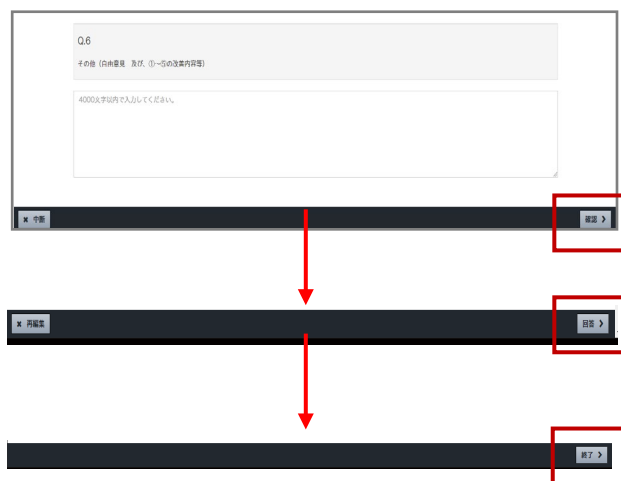 Q.6
その他（自由意見　及び、①～⑤の改善内容等）
4000文字以内で入力してください。
✖ 中断
確認 ❯
✖ 再編集
回答 ❯
終了 ❯